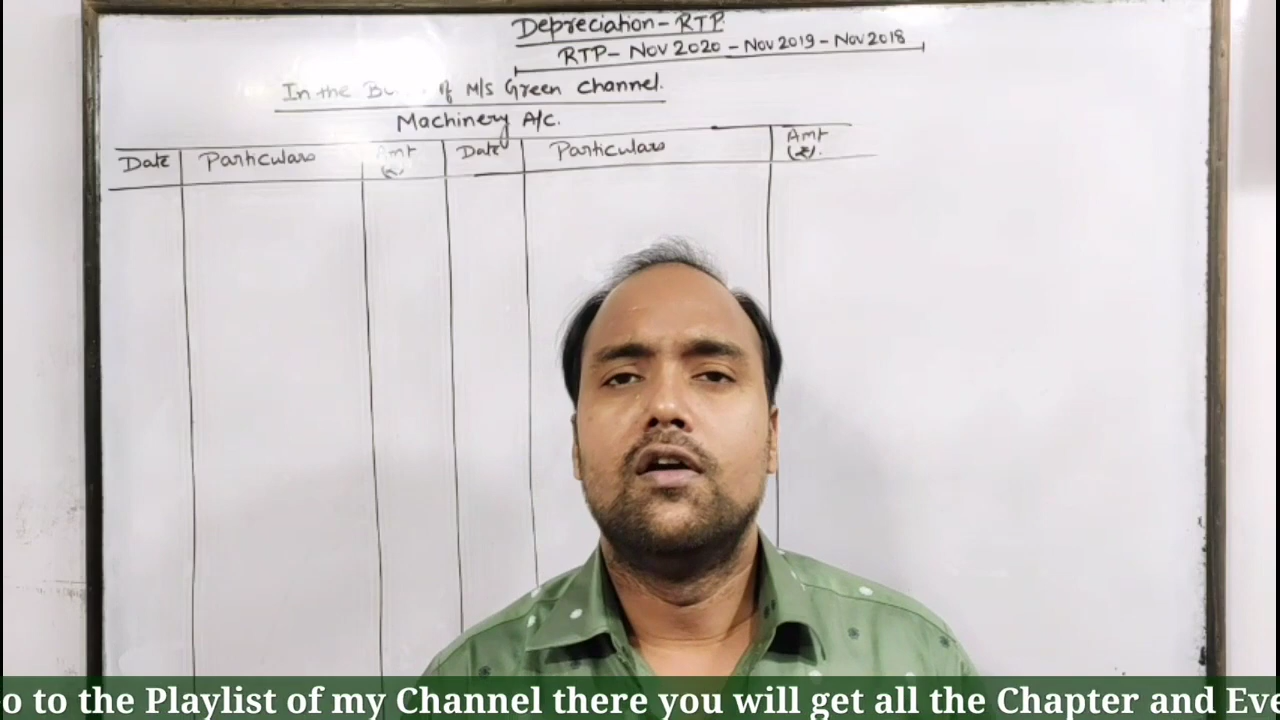 Depreciation - RTP
RTP - Nov 2020 - Nov 2019 - Nov 2018
In the of M/S Green Channel.
Machinery A/c.
Date Particulars Amt (₹) Date Particulars Amt (₹).
o to the Playlist of my Channel there you will get all the Chapter and Eve